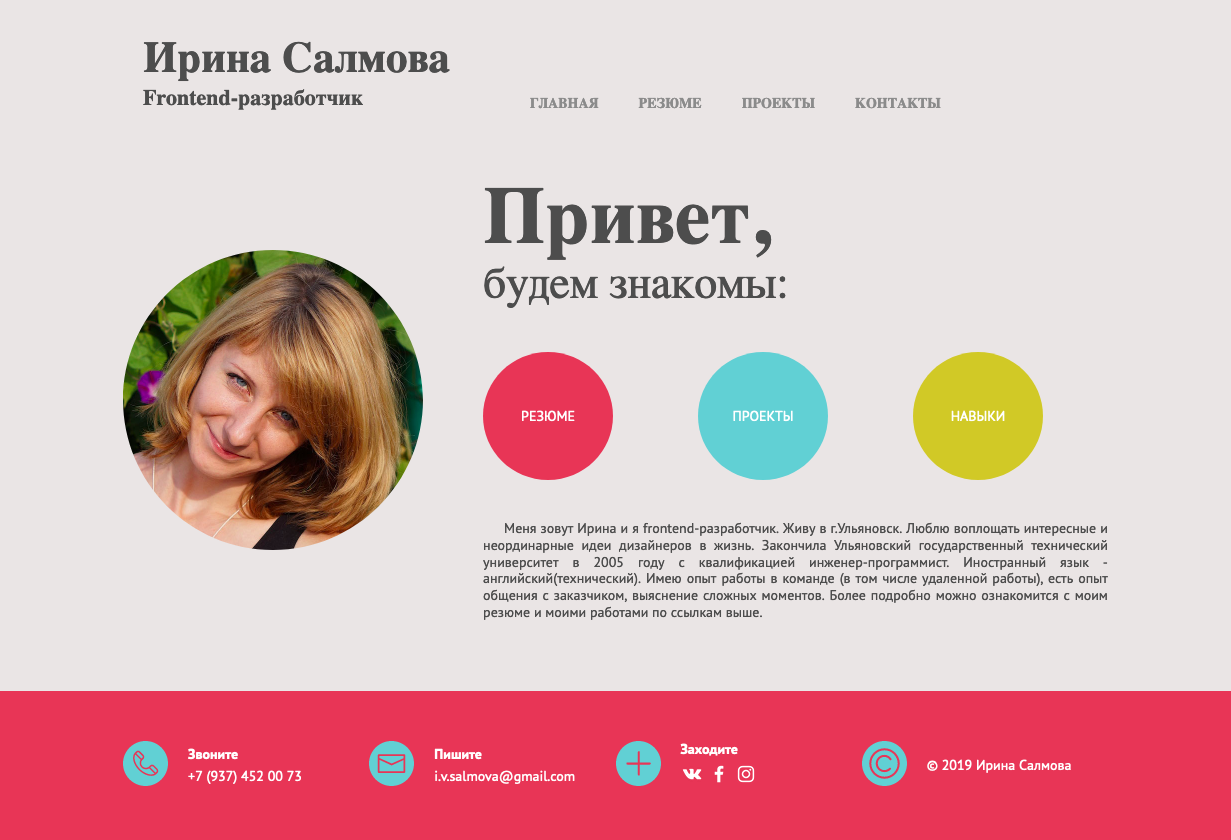 Ирина Салмова
Frontend-разработчик
ГЛАВНАЯ РЕЗЮМЕ ПРОЕКТЫ КОНТАКТЫ
Привет,
будем знакомы:
РЕЗЮМЕ ПРОЕКТЫ НАВЫКИ
Меня зовут Ирина и я frontend-разработчик. Живу в г.Ульяновск. Люблю воплощать интересные и
неординарные идеи дизайнеров в жизнь. Закончила Ульяновский государственный технический
университет в 2005 году с квалификацией инженер-программист. Иностранный язык -
английский(технический). Имею опыт работы в команде (в том числе удаленной работы), есть опыт
общения с заказчиком, выяснение сложных моментов. Более подробно можно ознакомится с моим
резюме и моими работами по ссылкам выше.
Звоните
+7 (937) 452 00 73
Пишите
i.v.salmova@gmail.com
Заходите
© 2019 Ирина Салмова